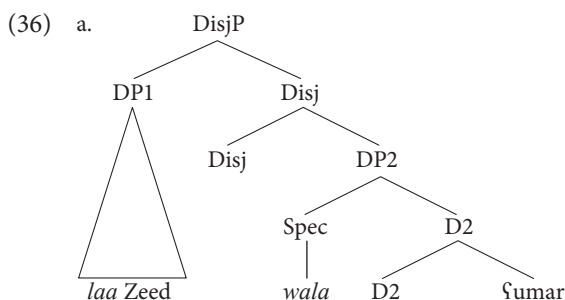 (36) a. DisjP
DP1 Disj
Disj DP2
Spec D2
laa Zeed wala D2 ʕumar